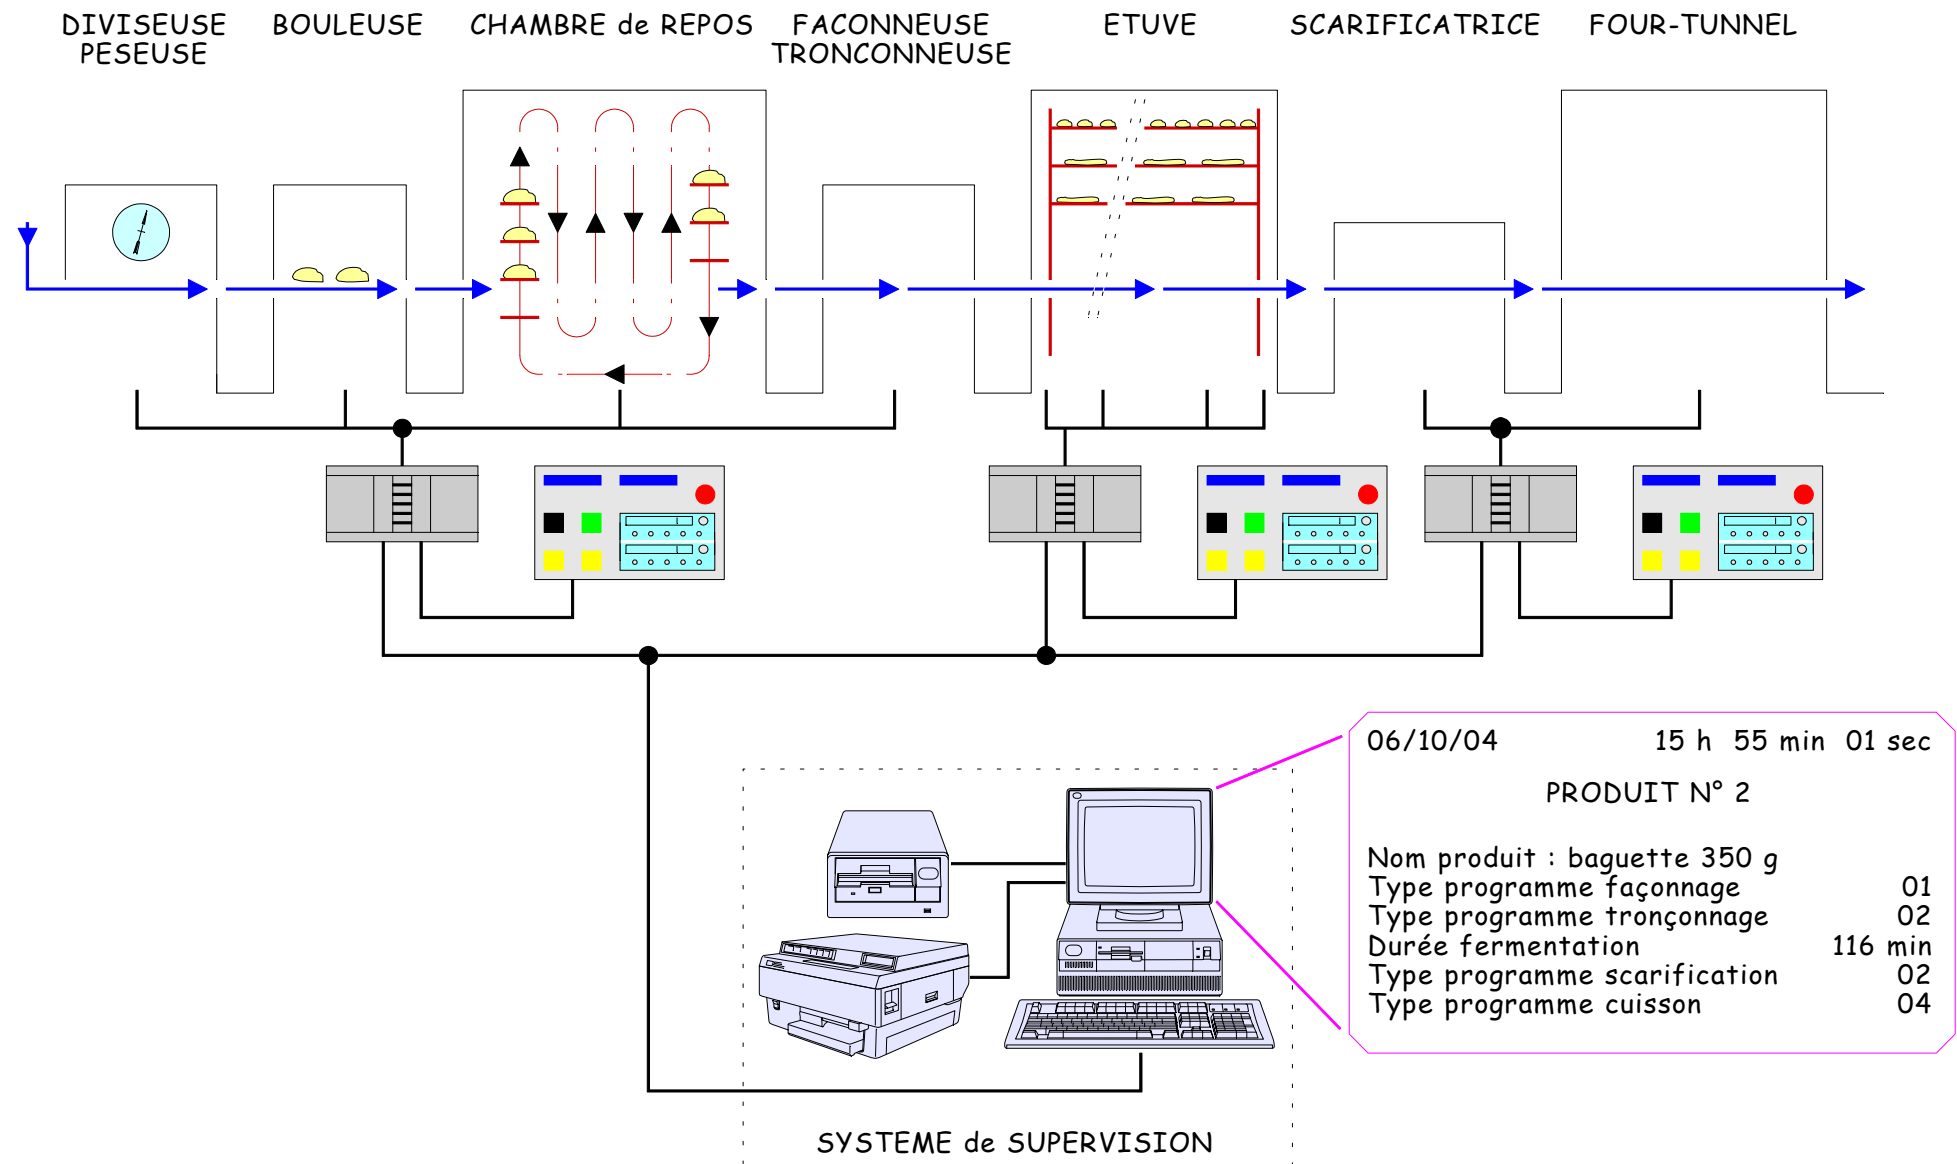 DIVISEUSE PESEUSE
BOULEUSE
CHAMBRE de REPOS
FACONNEUSE TRONCONNEUSE
ETUVE
SCARIFICATRICE
FOUR-TUNNEL
06/10/04 15 h 55 min 01 sec
PRODUIT N° 2
Nom produit : baguette 350 g
Type programme façonnage 01
Type programme tronçonnage 02
Durée fermentation 116 min
Type programme scarification 02
Type programme cuisson 04
SYSTEME de SUPERVISION